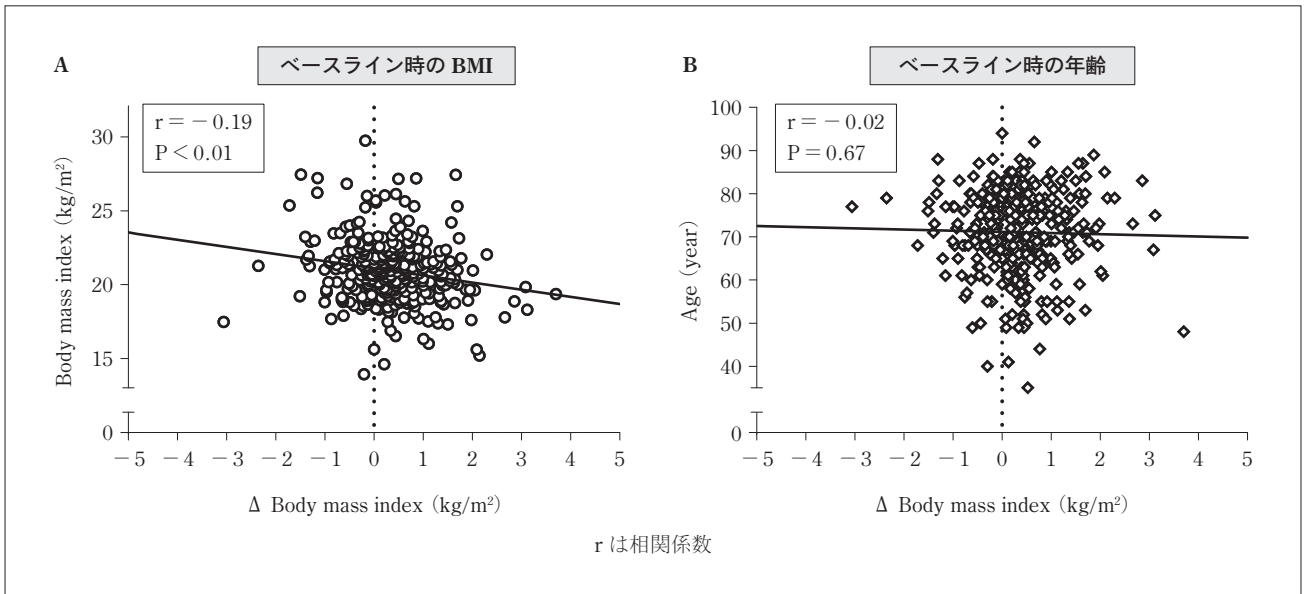 A
ベースライン時の BMI
r = − 0.19
P < 0.01
Body mass index (kg/m²)
30
25
20
15
0
− 5 − 4 − 3 − 2 − 1 0 1 2 3 4 5
Δ Body mass index (kg/m²)
B
ベースライン時の年齢
r = − 0.02
P = 0.67
Age (year)
100
90
80
70
60
50
40
0
− 5 − 4 − 3 − 2 − 1 0 1 2 3 4 5
Δ Body mass index (kg/m²)
r は相関係数